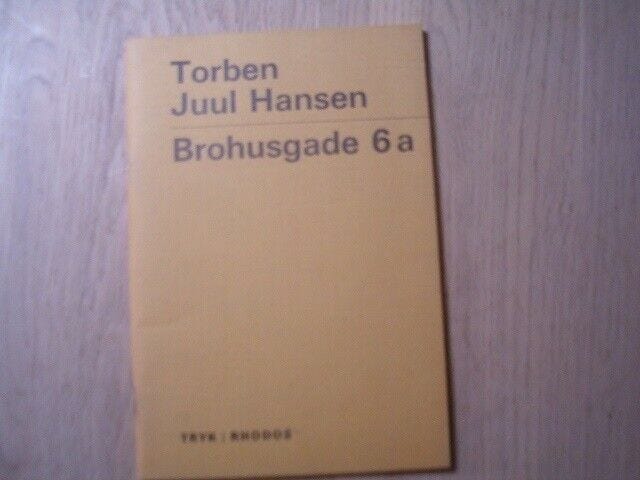 Torben
Juul Hansen
Brohusgade 6a
TRYK / RHODOS